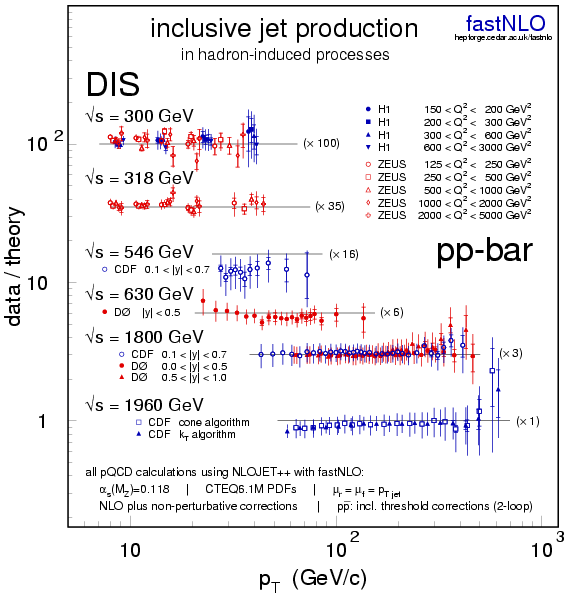 inclusive jet production
in hadron-induced processes
fastNLO
hepforge.cedar.ac.uk/fastnlo
DIS
√s = 300 GeV
(× 100)
√s = 318 GeV
(× 35)
H1 150 < Q² < 200 GeV²
H1 200 < Q² < 300 GeV²
H1 300 < Q² < 600 GeV²
H1 600 < Q² < 3000 GeV²
ZEUS 125 < Q² < 250 GeV²
ZEUS 250 < Q² < 500 GeV²
ZEUS 500 < Q² < 1000 GeV²
ZEUS 1000 < Q² < 2000 GeV²
ZEUS 2000 < Q² < 5000 GeV²
pp-bar
√s = 546 GeV
(× 16)
CDF 0.1 < |y| < 0.7
√s = 630 GeV
(× 6)
DØ |y| < 0.5
√s = 1800 GeV
(× 3)
CDF 0.1 < |y| < 0.7
DØ 0.0 < |y| < 0.5
DØ 0.5 < |y| < 1.0
√s = 1960 GeV
(× 1)
CDF cone algorithm
CDF k_T algorithm
all pQCD calculations using NLOJET++ with fastNLO:
α_s(M_Z)=0.118 | CTEQ6.1M PDFs | μ_r = μ_f = p_T jet
NLO plus non-perturbative corrections | pp̅: incl. threshold corrections (2-loop)
data / theory
10²
10
1
10 10² 10³
p_T (GeV/c)